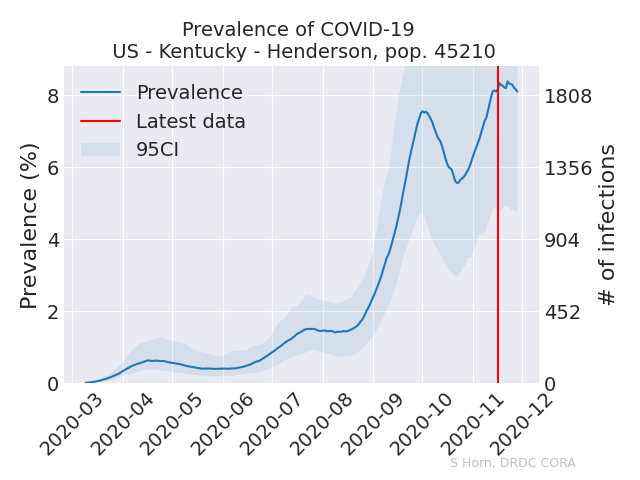 Prevalence of COVID-19
US - Kentucky - Henderson, pop. 45210
Prevalence
Latest data
95CI
Prevalence (%)
8
6
4
2
0
1808
1356
904
452
0
# of infections
2020-03
2020-04
2020-05
2020-06
2020-07
2020-08
2020-09
2020-10
2020-11
2020-12
S Horn, DRDC CORA